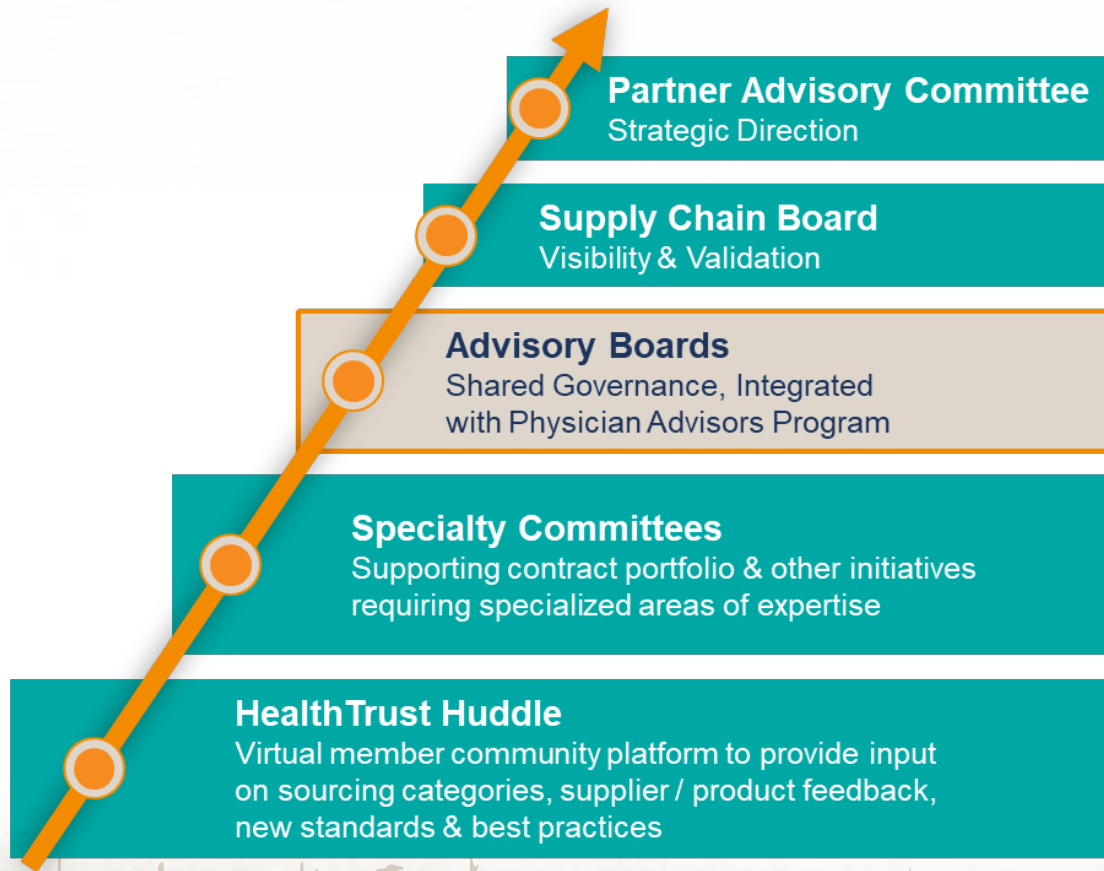 Partner Advisory Committee
Strategic Direction
Supply Chain Board
Visibility & Validation
Advisory Boards
Shared Governance, Integrated
with Physician Advisors Program
Specialty Committees
Supporting contract portfolio & other initiatives
requiring specialized areas of expertise
HealthTrust Huddle
Virtual member community platform to provide input
on sourcing categories, supplier / product feedback,
new standards & best practices